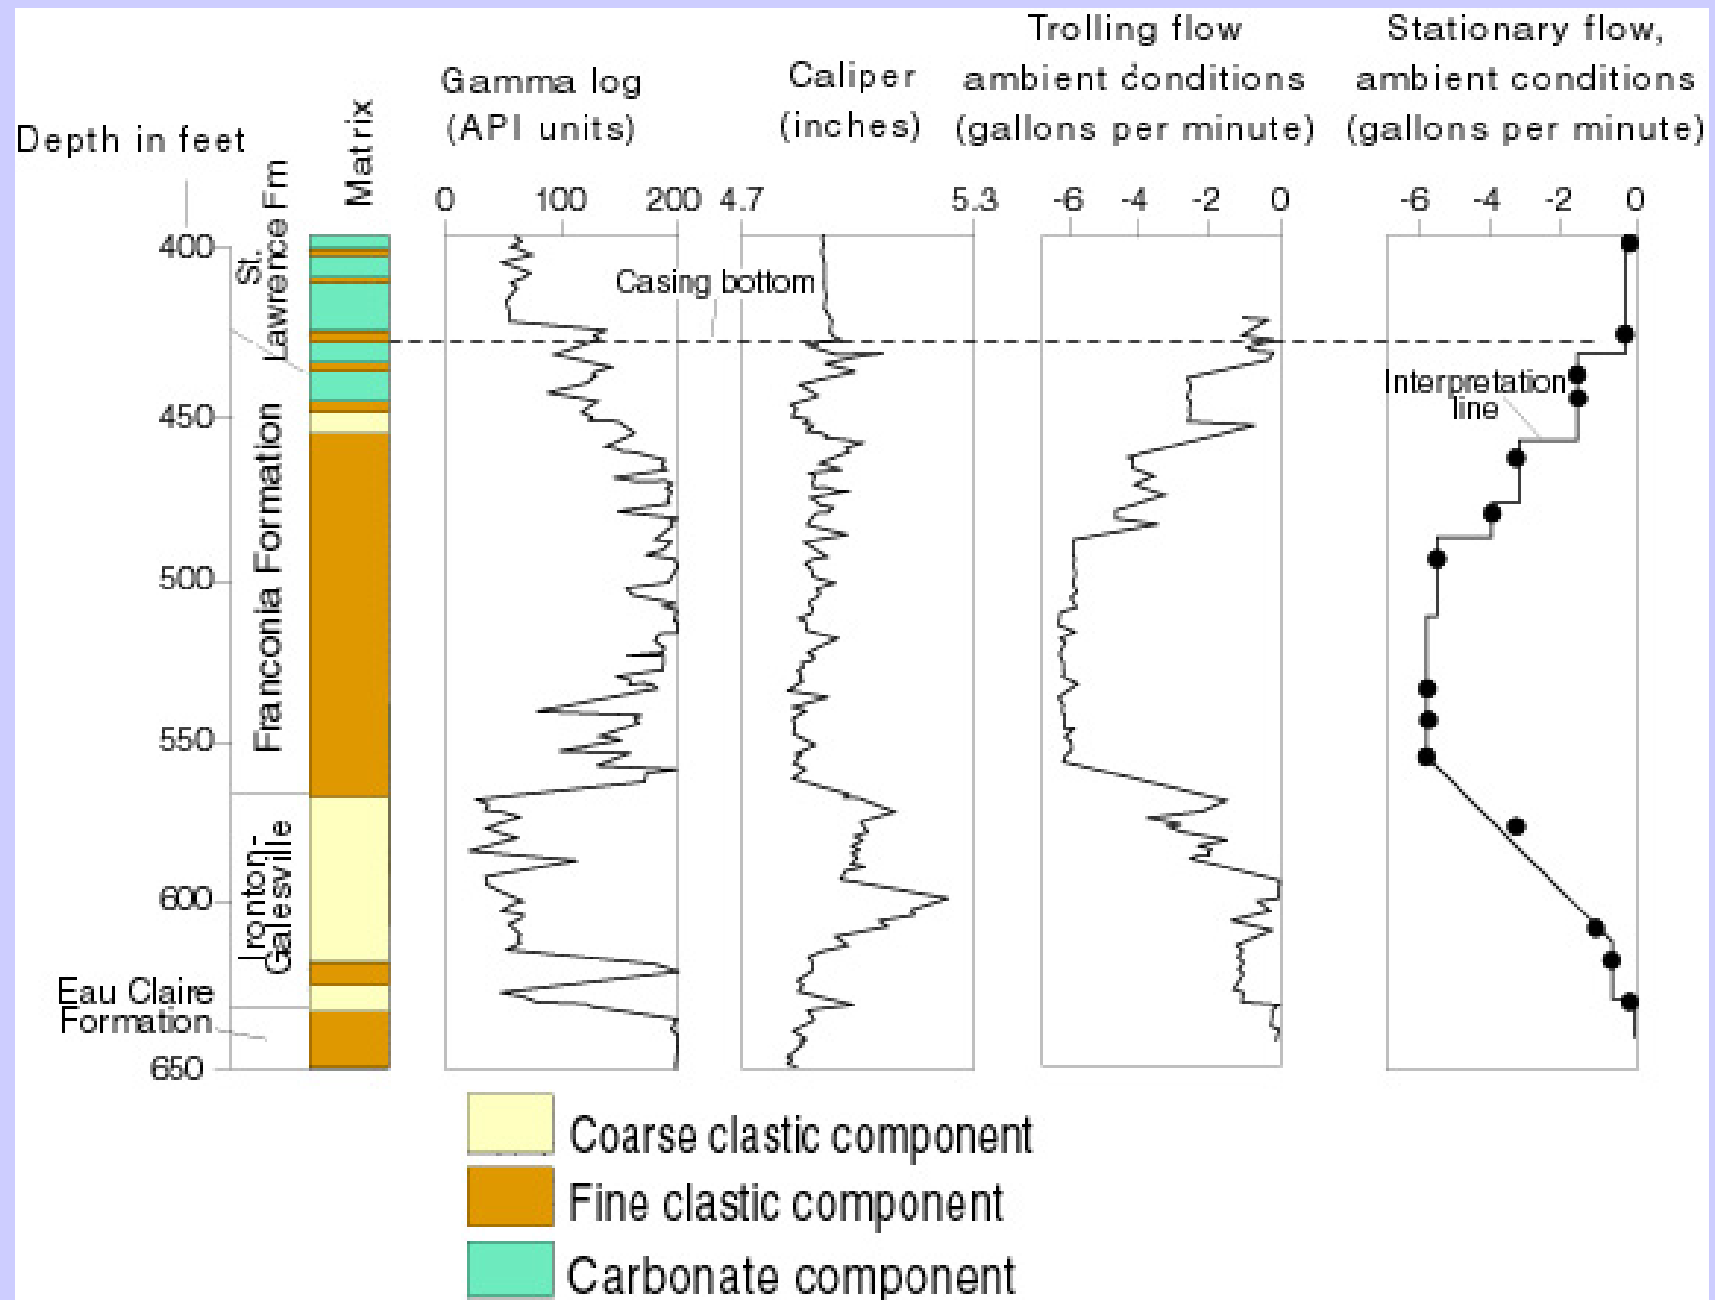 Trolling flow
ambient conditions
(gallons per minute)
Stationary flow,
ambient conditions
(gallons per minute)
Gamma log
(API units)
Caliper
(inches)
Depth in feet
Matrix
0 100 200
4.7 5.3
-6 -4 -2 0
-6 -4 -2 0
400
450
500
550
600
650
St.
Lawrence Fm
Franconia Formation
Ironton-
Galesville
Eau Claire
Formation
Casing bottom
Interpretation
line
Coarse clastic component
Fine clastic component
Carbonate component